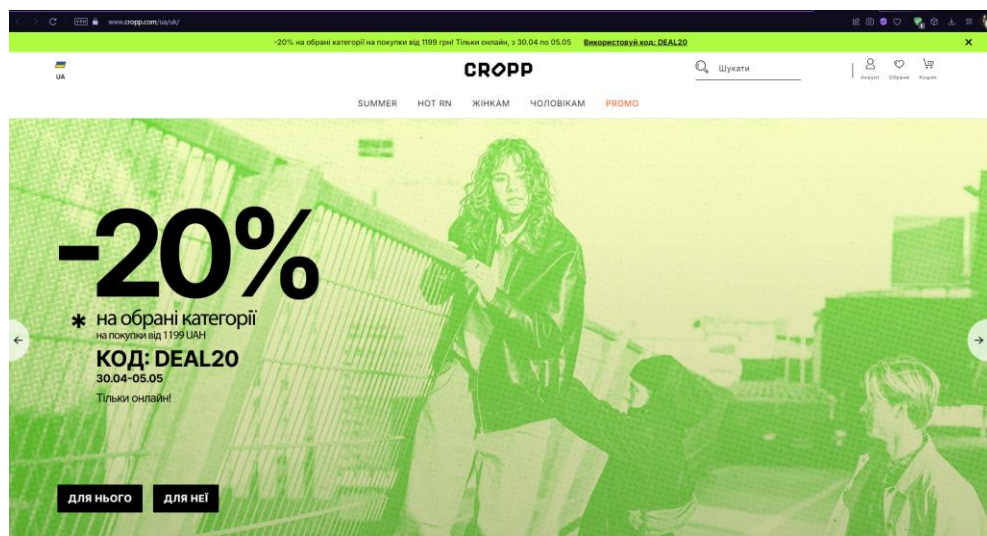 VPN www.cropp.com/ua/uk/
-20% на обрані категорії на покупки від 1199 грн! Тільки онлайн, з 30.04 по 05.05 Використовуй код: DEAL20
UA
CROPP
Шукати
Акаунт Обране Кошик
SUMMER HOT RN ЖІНКАМ ЧОЛОВІКАМ PROMO
-20%
* на обрані категорії
на покупки від 1199 UAH
КОД: DEAL20
30.04-05.05
Тільки онлайн!
ДЛЯ НЬОГО ДЛЯ НЕЇ